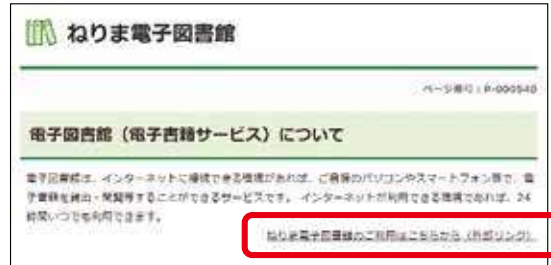 ねりま電子図書館
ページ番号:P-000540
電子図書館（電子書籍サービス）について
電子図書館は、インターネットに接続できる環境があれば、ご自身のパソコンやスマートフォン等で、電
子書籍を貸出・閲覧等することができるサービスです。 インターネットが利用できる環境であれば、24
時間いつでも利用できます。
ねりま電子図書館のご利用はこちらから（外部リンク）